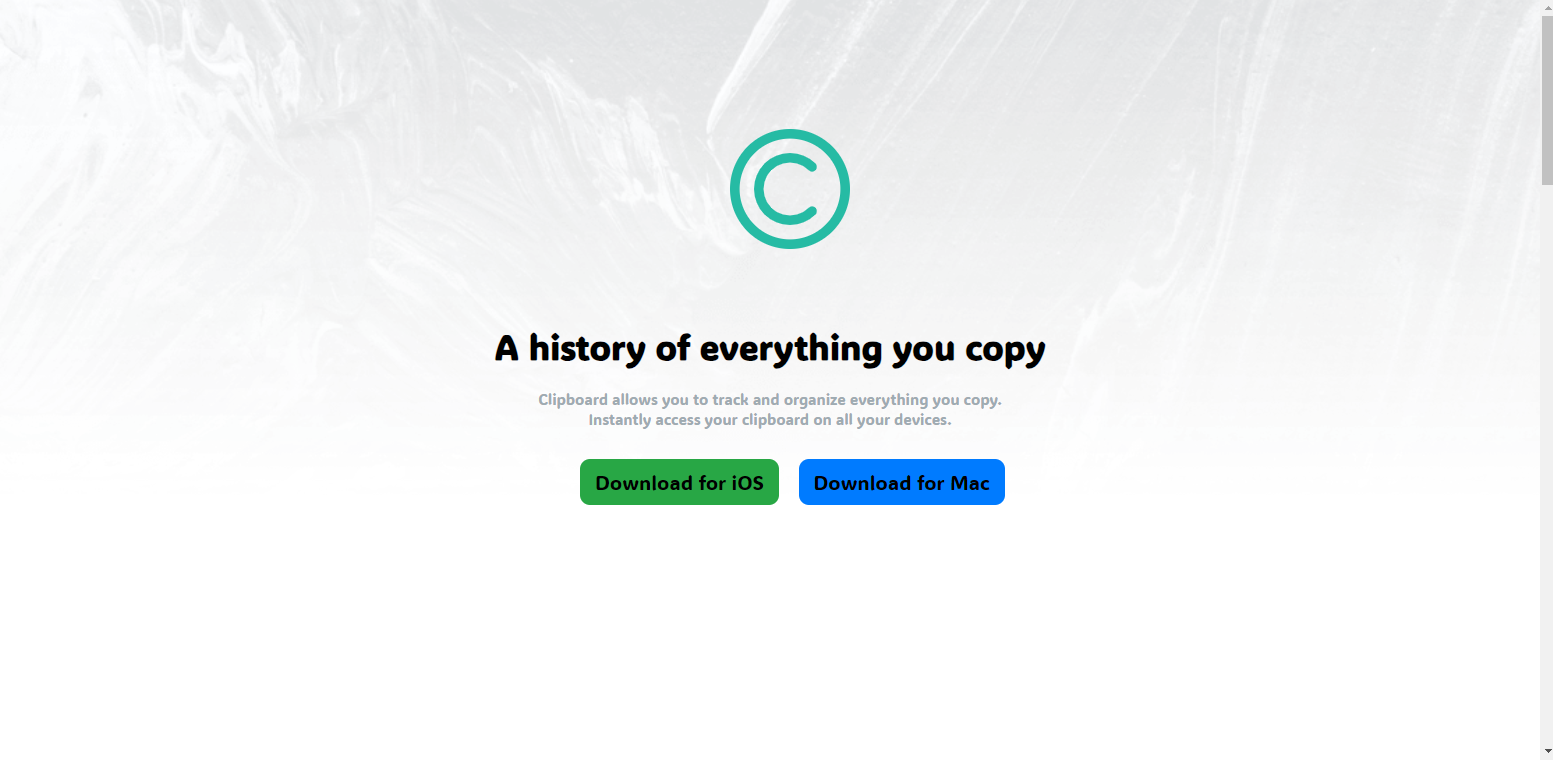 A history of everything you copy
Clipboard allows you to track and organize everything you copy.
Instantly access your clipboard on all your devices.
Download for iOS
Download for Mac